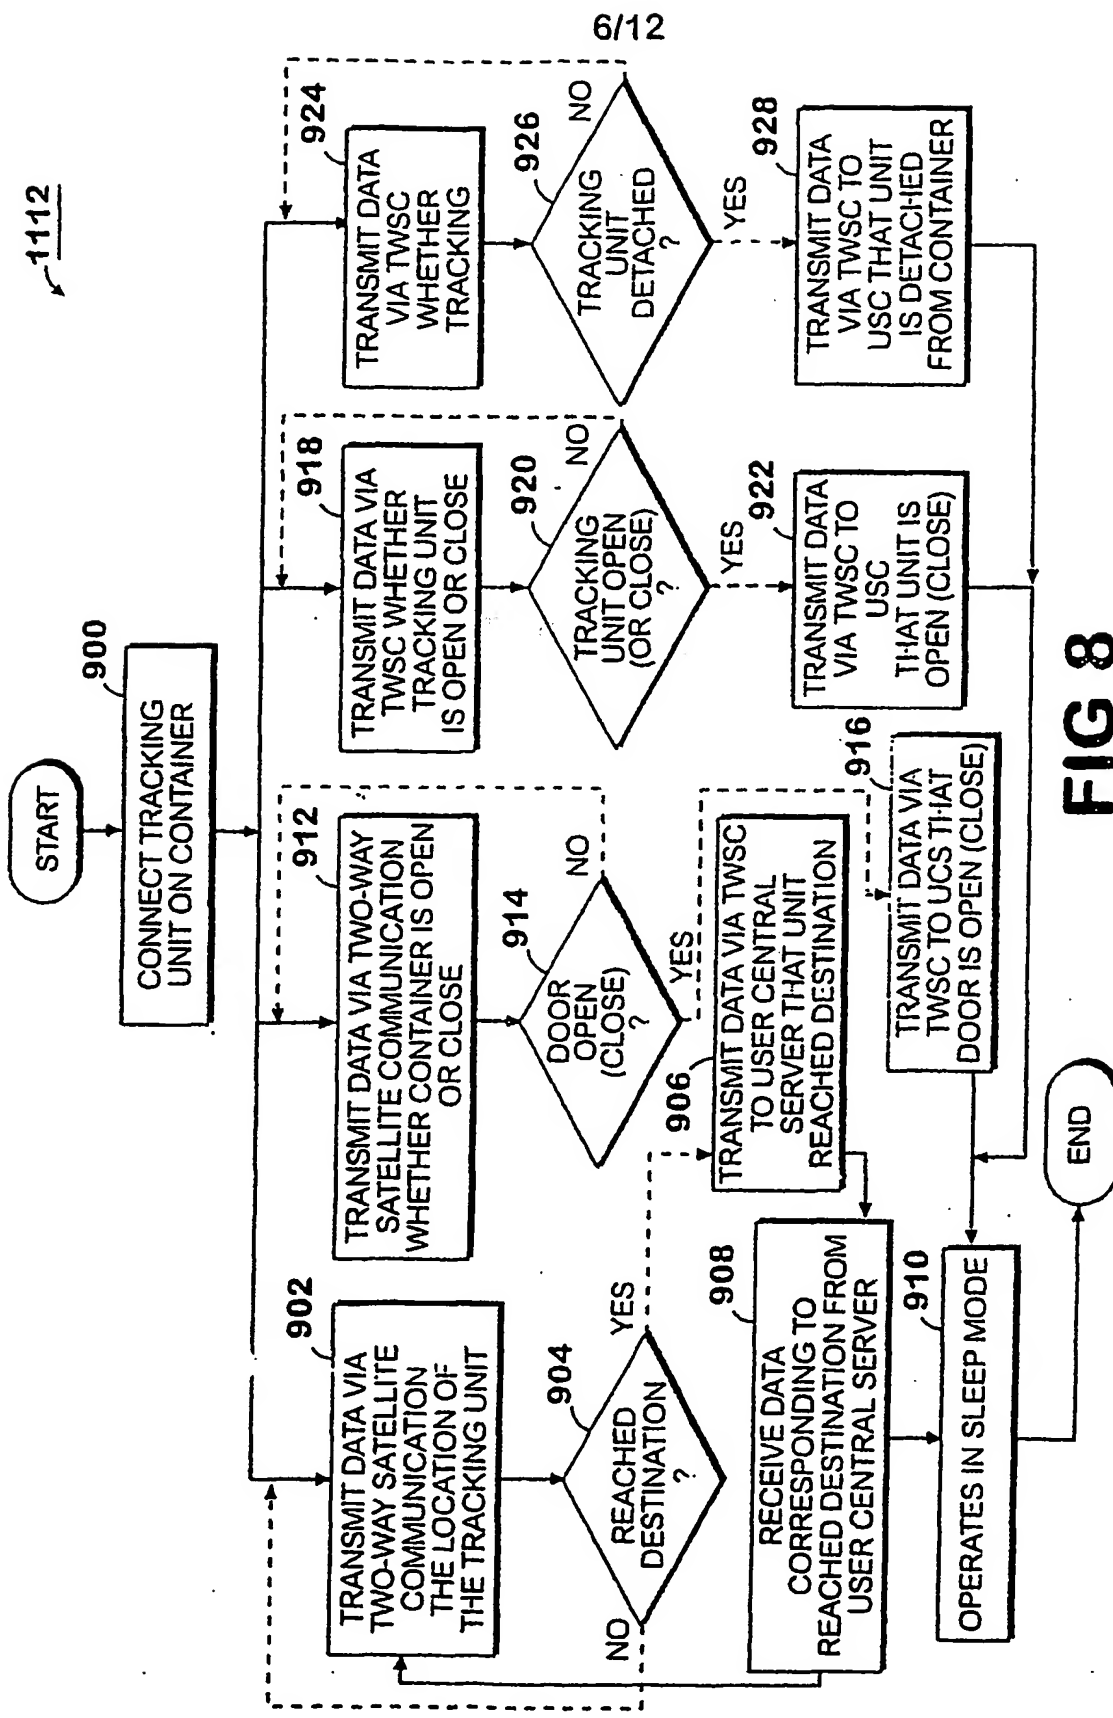 6/12
1112
START
900
CONNECT TRACKING
UNIT ON CONTAINER
902
TRANSMIT DATA VIA
TWO-WAY SATELLITE
COMMUNICATION
THE LOCATION OF
THE TRACKING UNIT
904
REACHED
DESTINATION
?
NO
YES
906
TRANSMIT DATA VIA TWSC
TO USER CENTRAL
SERVER THAT UNIT
REACHED DESTINATION
908
RECEIVE DATA
CORRESPONDING TO
REACHED DESTINATION FROM
USER CENTRAL SERVER
910
OPERATES IN SLEEP MODE
END
912
TRANSMIT DATA VIA TWO-WAY
SATELLITE COMMUNICATION
WHETHER CONTAINER IS OPEN
OR CLOSE
914
DOOR
OPEN
(CLOSE)
?
NO
YES
916
TRANSMIT DATA VIA
TWSC TO UCS THAT
DOOR IS OPEN (CLOSE)
918
TRANSMIT DATA VIA
TWSC WHETHER
TRACKING UNIT
IS OPEN OR CLOSE
920
TRACKING
UNIT OPEN
(OR CLOSE)
?
NO
YES
922
TRANSMIT DATA
VIA TWSC TO
USC
THAT UNIT IS
OPEN (CLOSE)
924
TRANSMIT DATA
VIA TWSC
WHETHER
TRACKING
926
TRACKING
UNIT
DETACHED
?
NO
YES
928
TRANSMIT DATA
VIA TWSC TO
USC THAT UNIT
IS DETACHED
FROM CONTAINER
FIG 8